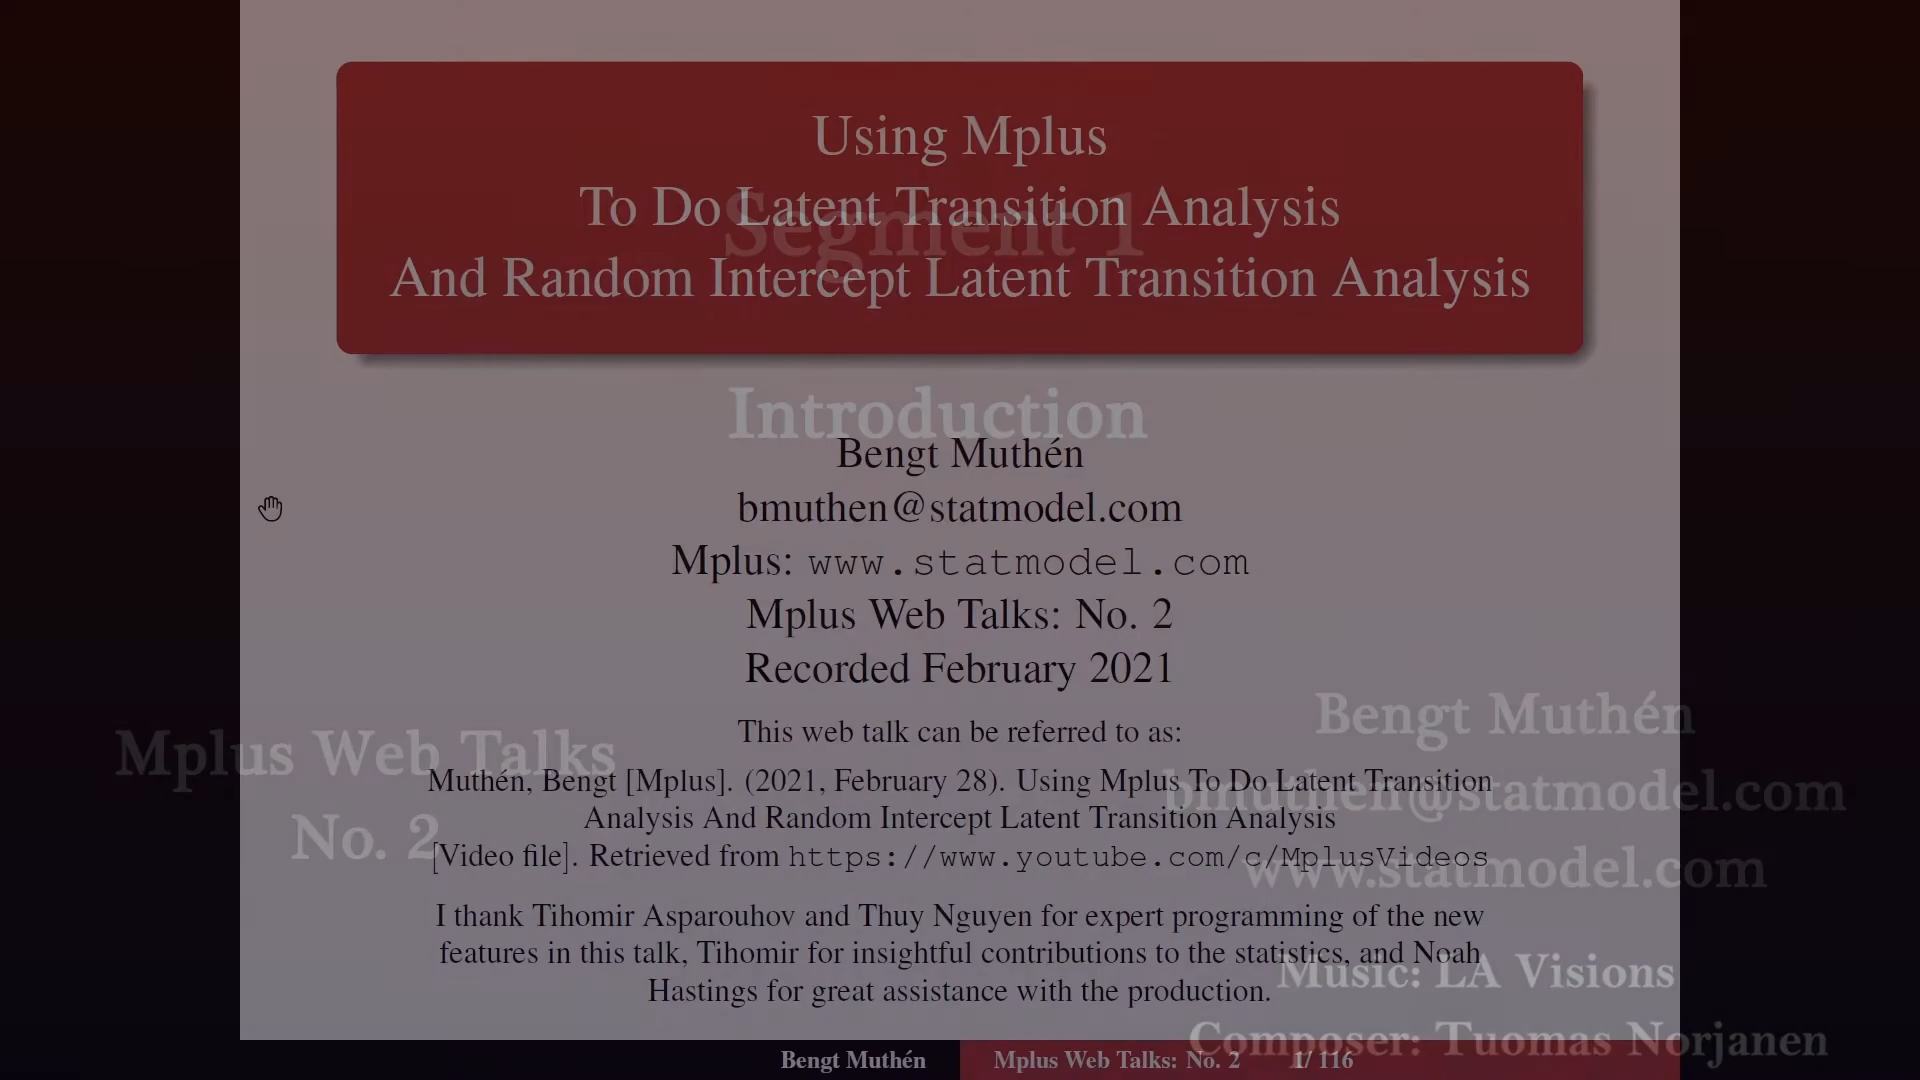 Using Mplus
To Do Latent Transition Analysis
And Random Intercept Latent Transition Analysis
Segment 1
Introduction
Bengt Muthén
bmuthen@statmodel.com
Mplus: www.statmodel.com
Mplus Web Talks: No. 2
Recorded February 2021
This web talk can be referred to as:
Muthén, Bengt [Mplus]. (2021, February 28). Using Mplus To Do Latent Transition
Analysis And Random Intercept Latent Transition Analysis
[Video file]. Retrieved from https://www.youtube.com/c/MplusVideos
I thank Tihomir Asparouhov and Thuy Nguyen for expert programming of the new
features in this talk, Tihomir for insightful contributions to the statistics, and Noah
Hastings for great assistance with the production.
Mplus Web Talks
No. 2
Bengt Muthén
bmuthen@statmodel.com
www.statmodel.com
Music: LA Visions
Composer: Tuomas Norjanen
Bengt Muthén
Mplus Web Talks: No. 2
1/ 116